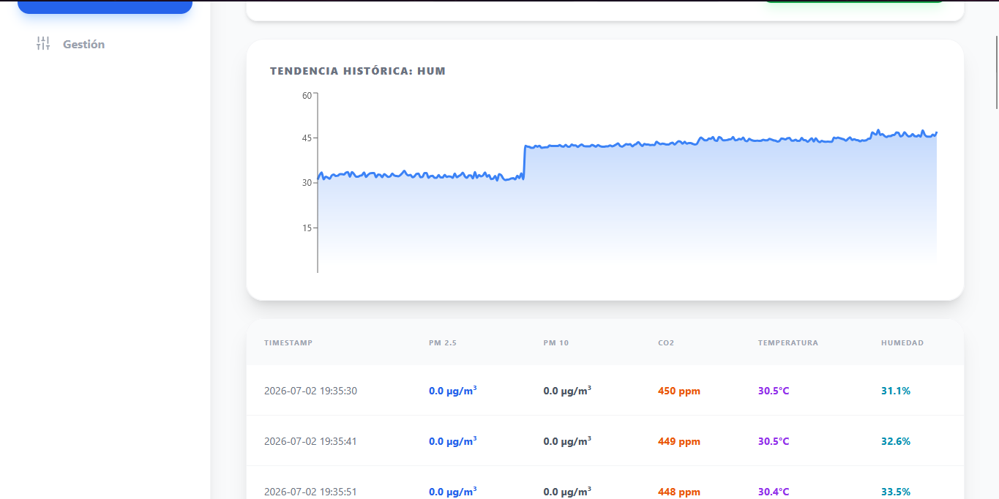 Gestión
TENDENCIA HISTÓRICA: HUM
60
45
30
15
TIMESTAMP PM 2.5 PM 10 CO2 TEMPERATURA HUMEDAD
2026-07-02 19:35:30 0.0 µg/m³ 0.0 µg/m³ 450 ppm 30.5°C 31.1%
2026-07-02 19:35:41 0.0 µg/m³ 0.0 µg/m³ 449 ppm 30.5°C 32.6%
2026-07-02 19:35:51 0.0 µg/m³ 0.0 µg/m³ 448 ppm 30.4°C 33.5%